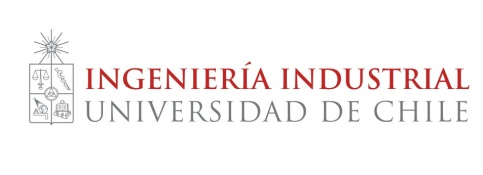 INGENIERÍA INDUSTRIAL
UNIVERSIDAD DE CHILE